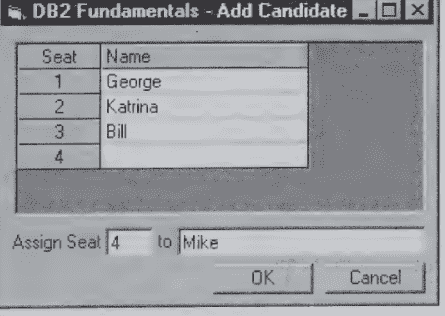 DB2 Fundamentals - Add Candidate
Seat Name
1 George
2 Katrina
3 Bill
4
Assign Seat 4 to Mike
OK Cancel